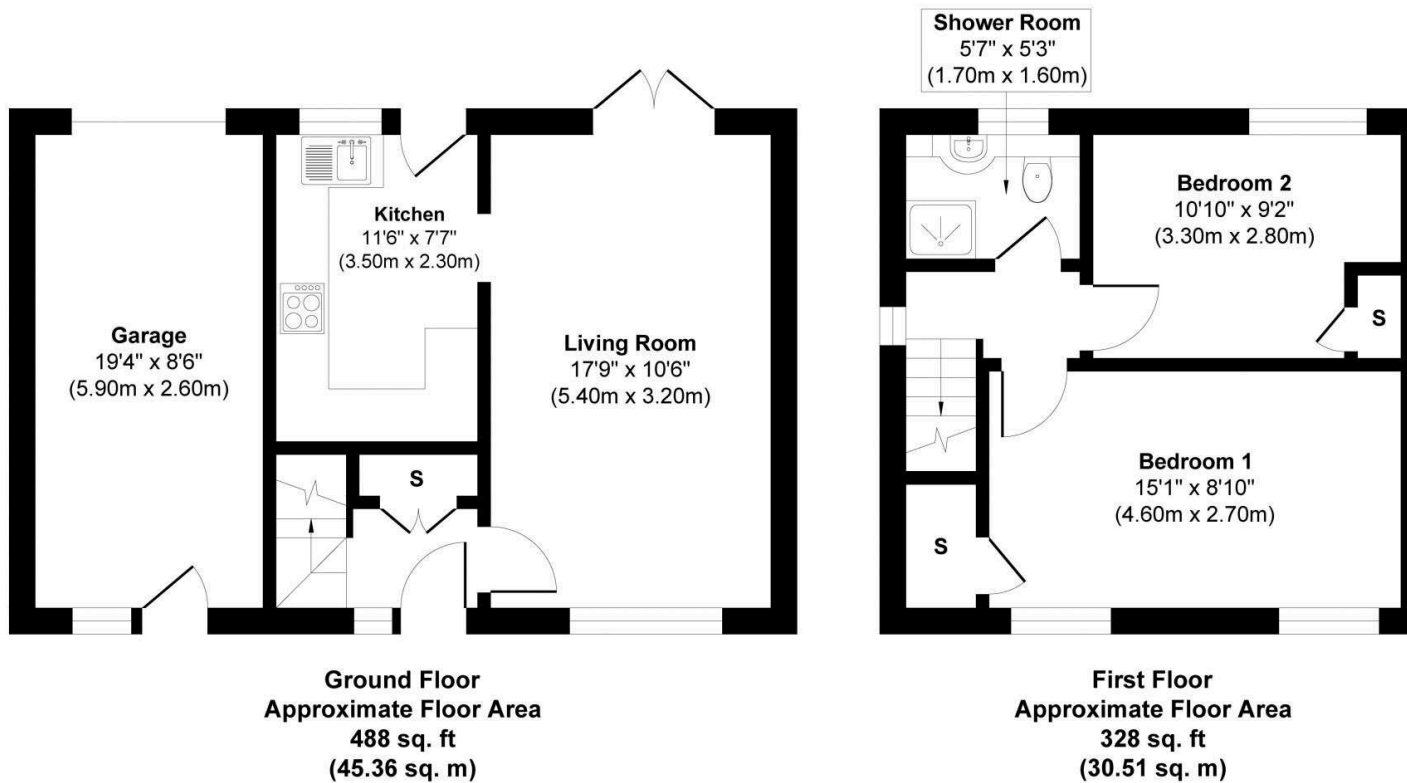 Garage
19'4" x 8'6"
(5.90m x 2.60m)
Kitchen
11'6" x 7'7"
(3.50m x 2.30m)
Living Room
17'9" x 10'6"
(5.40m x 3.20m)
S
Ground Floor
Approximate Floor Area
488 sq. ft
(45.36 sq. m)
Shower Room
5'7" x 5'3"
(1.70m x 1.60m)
Bedroom 2
10'10" x 9'2"
(3.30m x 2.80m)
S
Bedroom 1
15'1" x 8'10"
(4.60m x 2.70m)
S
First Floor
Approximate Floor Area
328 sq. ft
(30.51 sq. m)